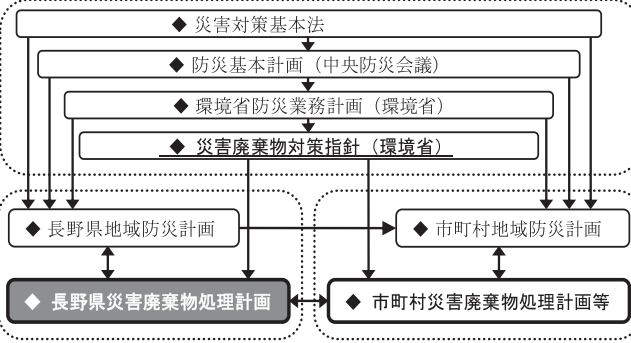 ◆ 災害対策基本法
◆ 防災基本計画（中央防災会議）
◆ 環境省防災業務計画（環境省）
◆ 災害廃棄物対策指針（環境省）
◆ 長野県地域防災計画
◆ 市町村地域防災計画
◆ 長野県災害廃棄物処理計画
◆ 市町村災害廃棄物処理計画等